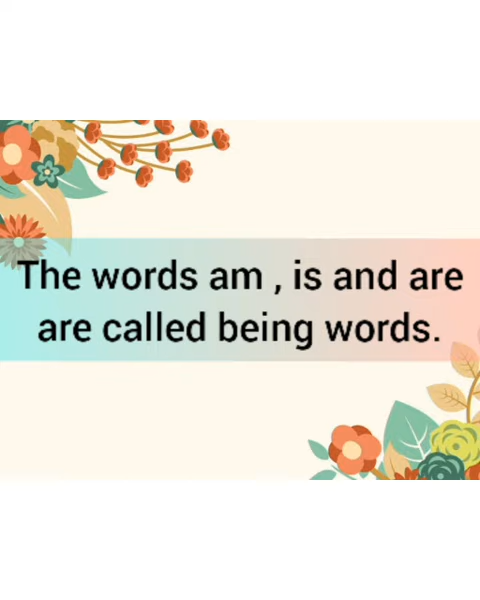 The words am , is and are
are called being words.